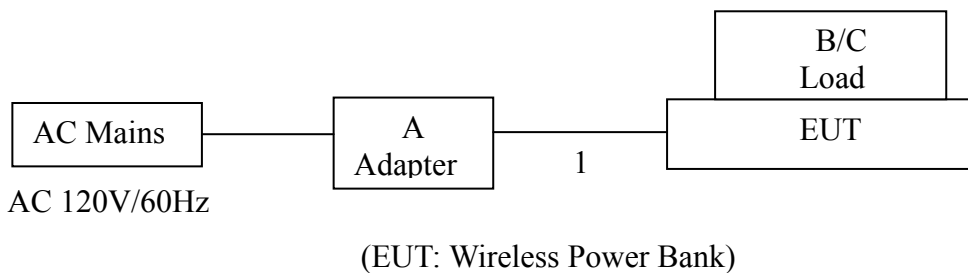 B/C
Load
AC Mains
A
Adapter
1
EUT
AC 120V/60Hz
(EUT: Wireless Power Bank)